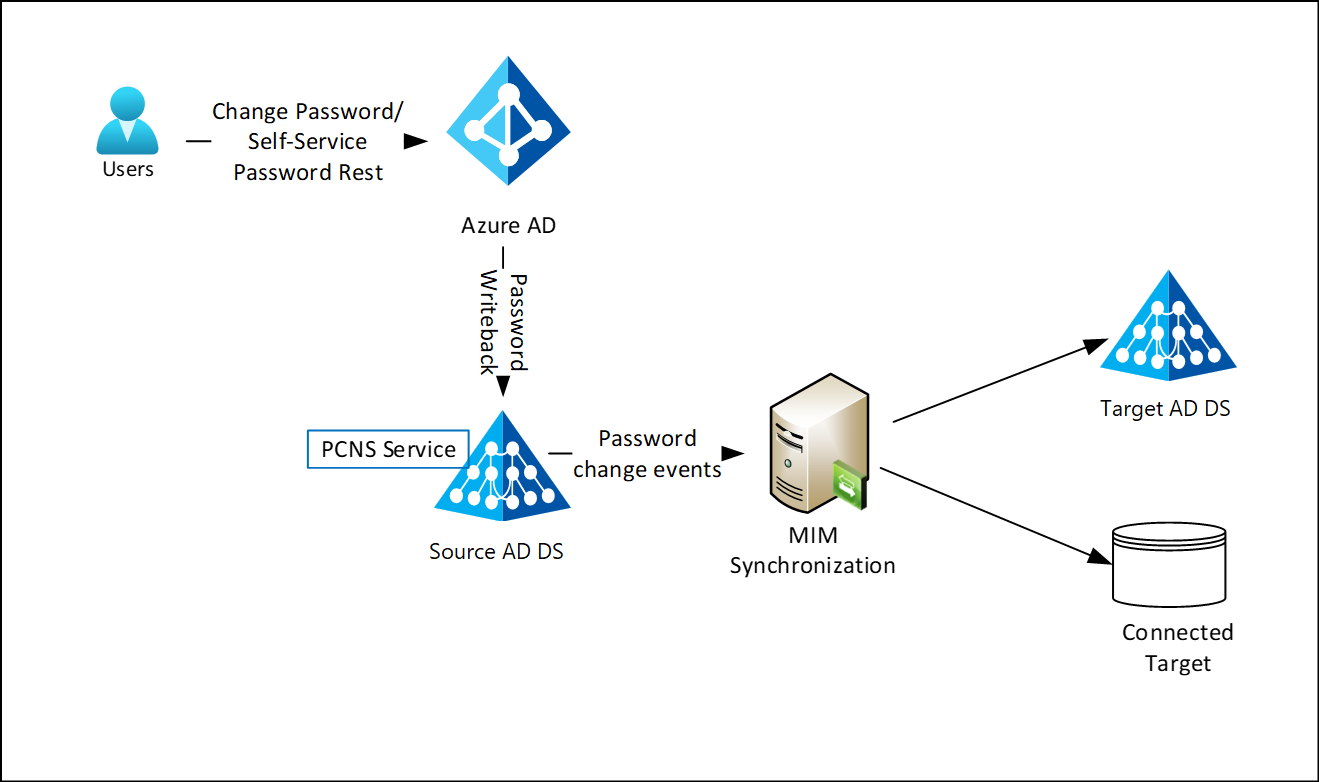 Users
Change Password/
Self-Service
Password Rest
Azure AD
Password
Writeback
PCNS Service
Source AD DS
Password
change events
MIM
Synchronization
Target AD DS
Connected
Target